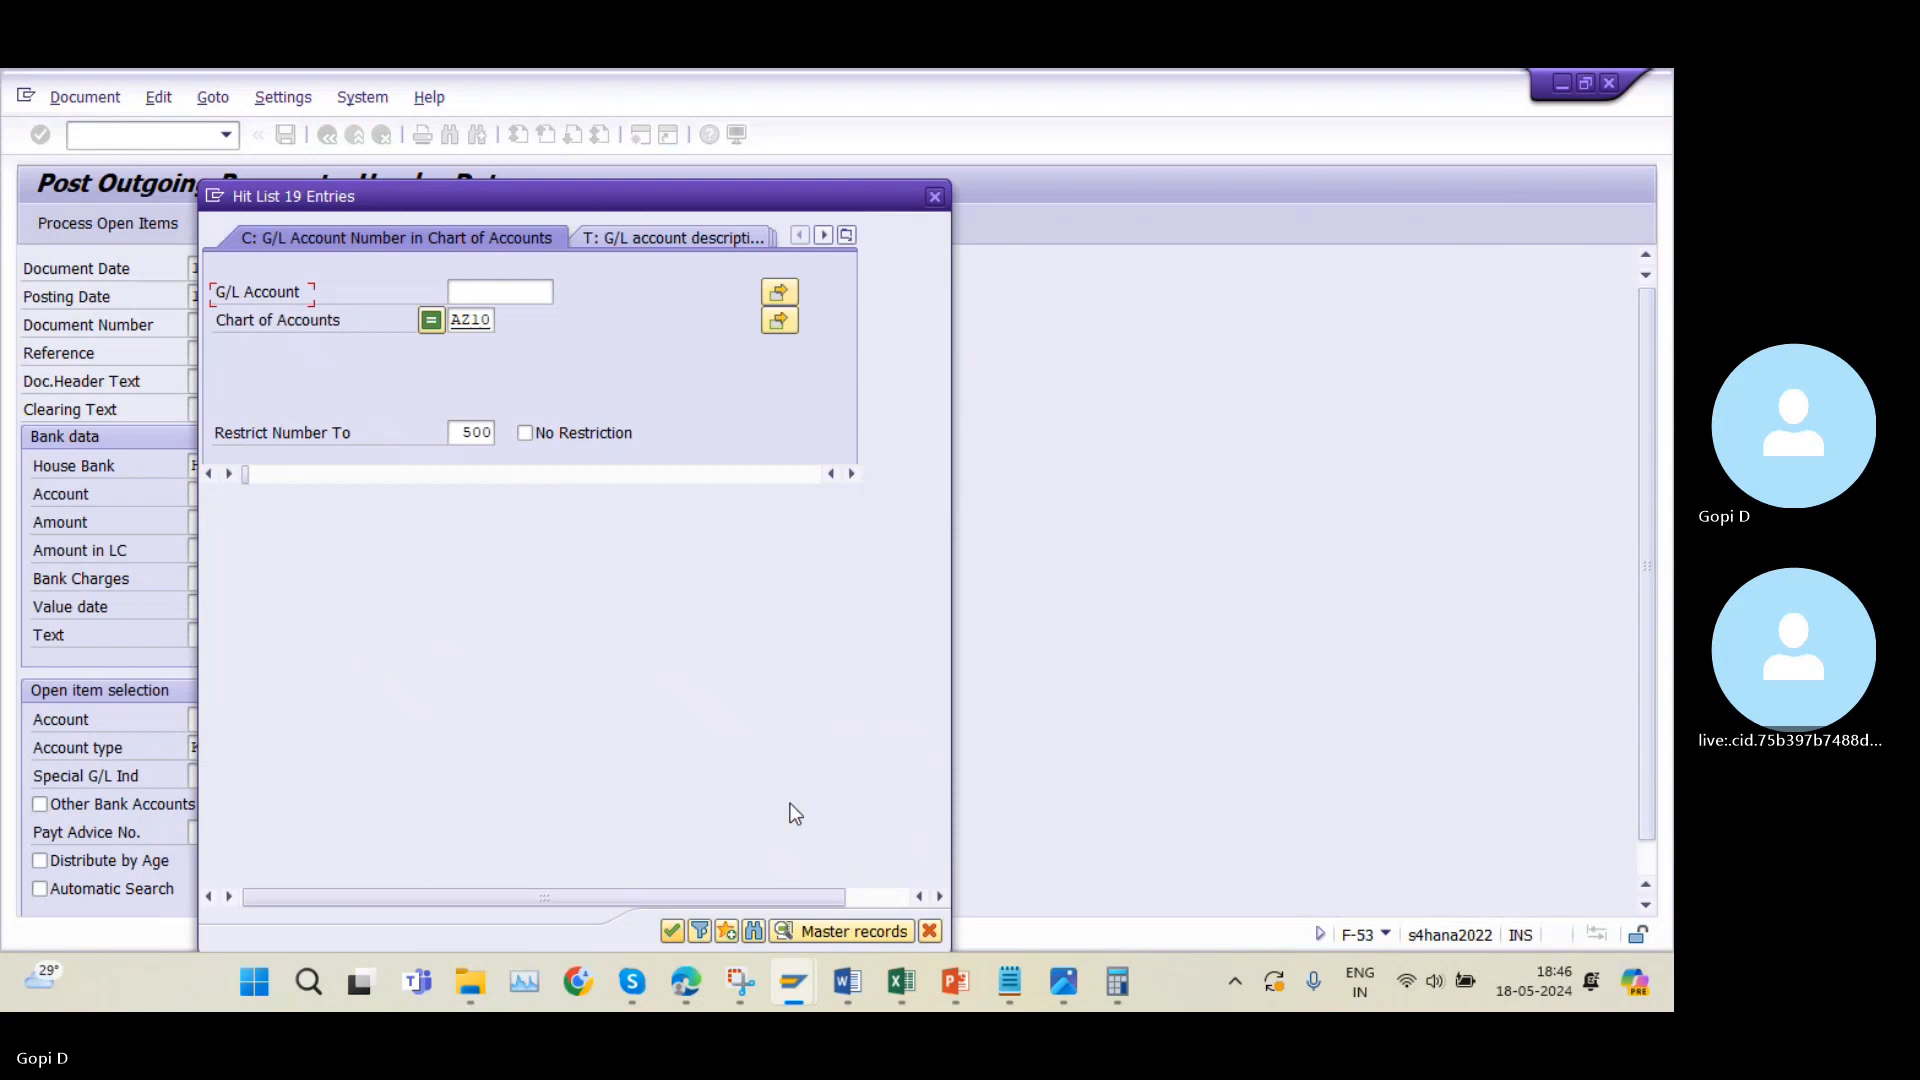 Document Edit Goto Settings System Help
Post Outgoing
Hit List 19 Entries
Process Open Items
C: G/L Account Number in Chart of Accounts
T: G/L account descripti...
Document Date
G/L Account
Posting Date
Chart of Accounts
AZ10
Document Number
Reference
Doc.Header Text
Clearing Text
Restrict Number To
500
No Restriction
Bank data
House Bank
Account
Amount
Amount in LC
Bank Charges
Value date
Text
Open item selection
Account
Account type
Special G/L Ind
Other Bank Accounts
Payt Advice No.
Distribute by Age
Automatic Search
Master records
F-53
s4hana2022
INS
29°
ENG
IN
18:46
18-05-2024
PRE
Gopi D
live:.cid.75b397b7488d...
Gopi D